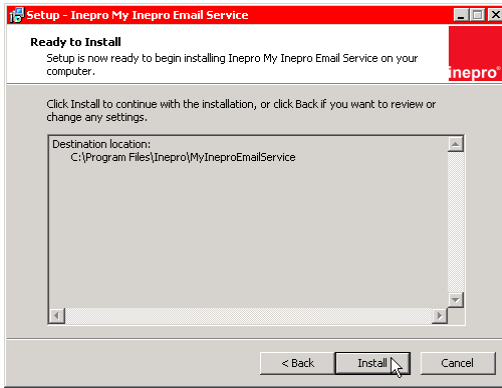 Setup - Inepro My Inepro Email Service
Ready to Install
Setup is now ready to begin installing Inepro My Inepro Email Service on your
computer.
inepro®
Click Install to continue with the installation, or click Back if you want to review or
change any settings.
Destination location:
C:\Program Files\Inepro\MyIneproEmailService
< Back
Install
Cancel